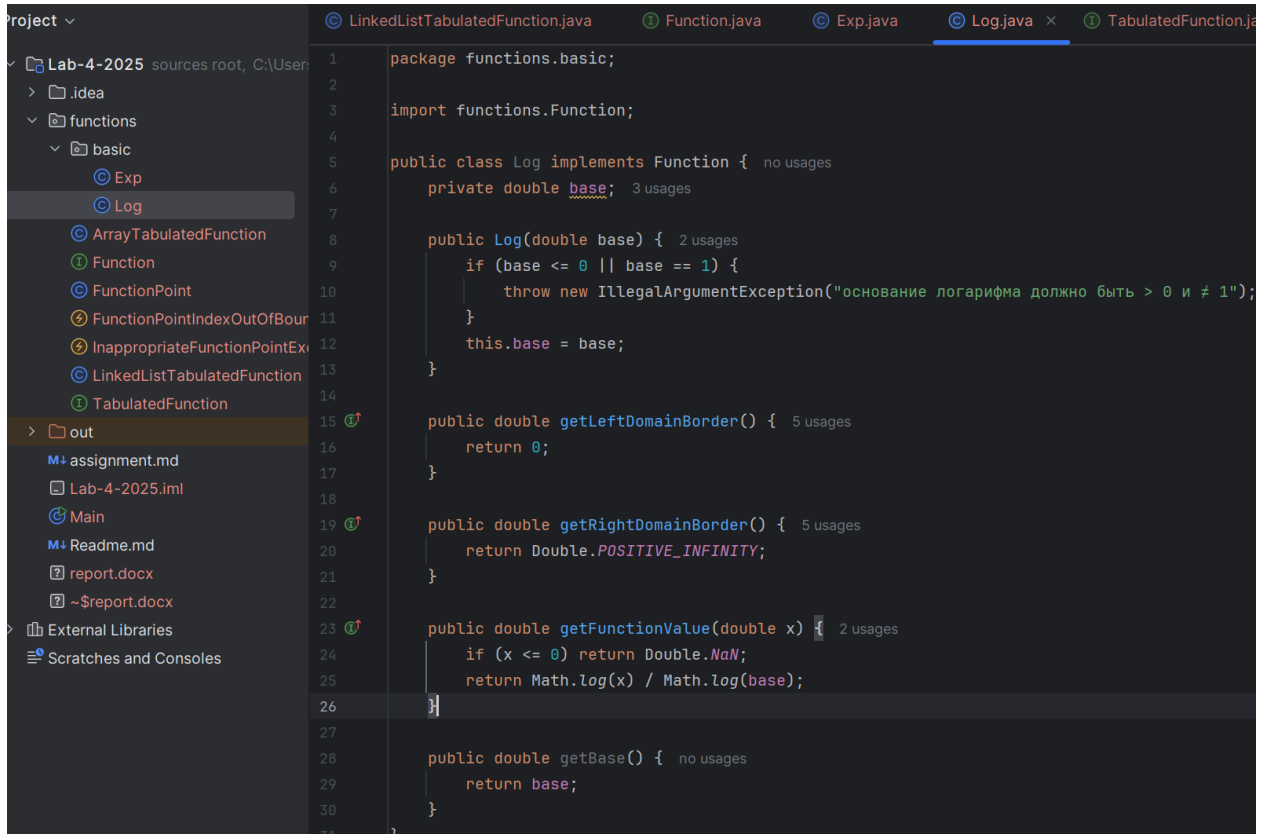 Project
Lab-4-2025 sources root, C:\Users
.idea
functions
basic
Exp
Log
ArrayTabulatedFunction
Function
FunctionPoint
FunctionPointIndexOutOfBour
InappropriateFunctionPointEx
LinkedListTabulatedFunction
TabulatedFunction
out
M↓ assignment.md
Lab-4-2025.iml
Main
M↓ Readme.md
report.docx
~$report.docx
External Libraries
Scratches and Consoles
LinkedListTabulatedFunction.java Function.java Exp.java Log.java × TabulatedFunction.ja
1 package functions.basic;
2
3 import functions.Function;
4
5 public class Log implements Function { no usages
6 private double base; 3 usages
7
8 public Log(double base) { 2 usages
9 if (base <= 0 || base == 1) {
10 throw new IllegalArgumentException("основание логарифма должно быть > 0 и ≠ 1");
11 }
12 this.base = base;
13 }
14
15 public double getLeftDomainBorder() { 5 usages
16 return 0;
17 }
18
19 public double getRightDomainBorder() { 5 usages
20 return Double.POSITIVE_INFINITY;
21 }
22
23 public double getFunctionValue(double x) { 2 usages
24 if (x <= 0) return Double.NaN;
25 return Math.log(x) / Math.log(base);
26 }
27
28 public double getBase() { no usages
29 return base;
30 }